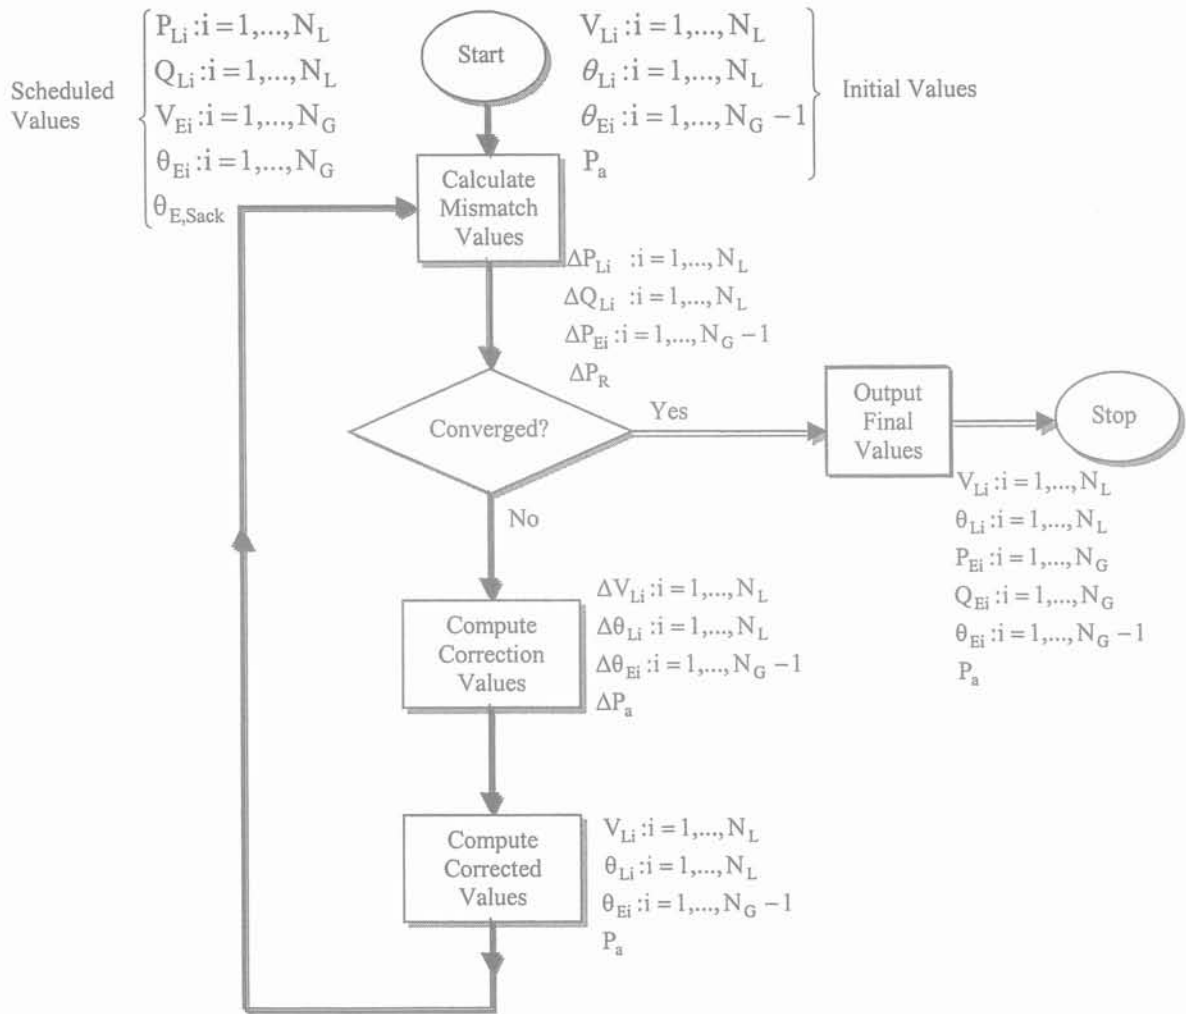 Scheduled
Values
P_Li :i = 1,...,N_L
Q_Li :i = 1,...,N_L
V_Ei :i = 1,...,N_G
θ_Ei :i = 1,...,N_G
θ_E,Sack
Start
V_Li :i = 1,...,N_L
θ_Li :i = 1,...,N_L
θ_Ei :i = 1,...,N_G −1
P_a
Initial Values
Calculate
Mismatch
Values
ΔP_Li :i = 1,...,N_L
ΔQ_Li :i = 1,...,N_L
ΔP_Ei :i = 1,...,N_G −1
ΔP_R
Converged?
Yes
Output
Final
Values
Stop
V_Li :i = 1,...,N_L
θ_Li :i = 1,...,N_L
P_Ei :i = 1,...,N_G
Q_Ei :i = 1,...,N_G
θ_Ei :i = 1,...,N_G −1
P_a
No
Compute
Correction
Values
ΔV_Li :i = 1,...,N_L
Δθ_Li :i = 1,...,N_L
Δθ_Ei :i = 1,...,N_G −1
ΔP_a
Compute
Corrected
Values
V_Li :i = 1,...,N_L
θ_Li :i = 1,...,N_L
θ_Ei :i = 1,...,N_G −1
P_a